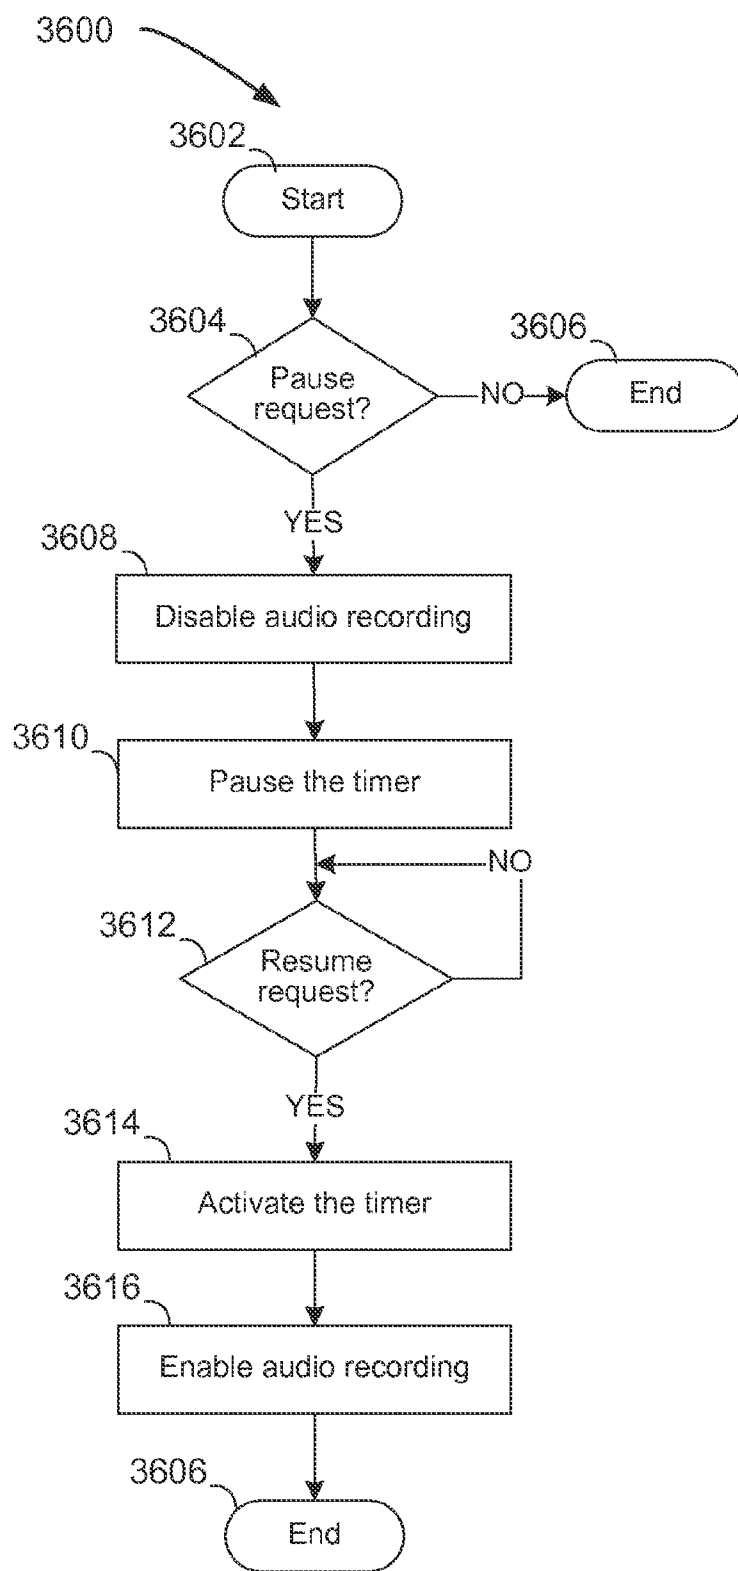 3600
3602
Start
3604
3606
Pause
request?
NO
End
YES
3608
Disable audio recording
3610
Pause the timer
NO
3612
Resume
request?
YES
3614
Activate the timer
3616
Enable audio recording
3606
End